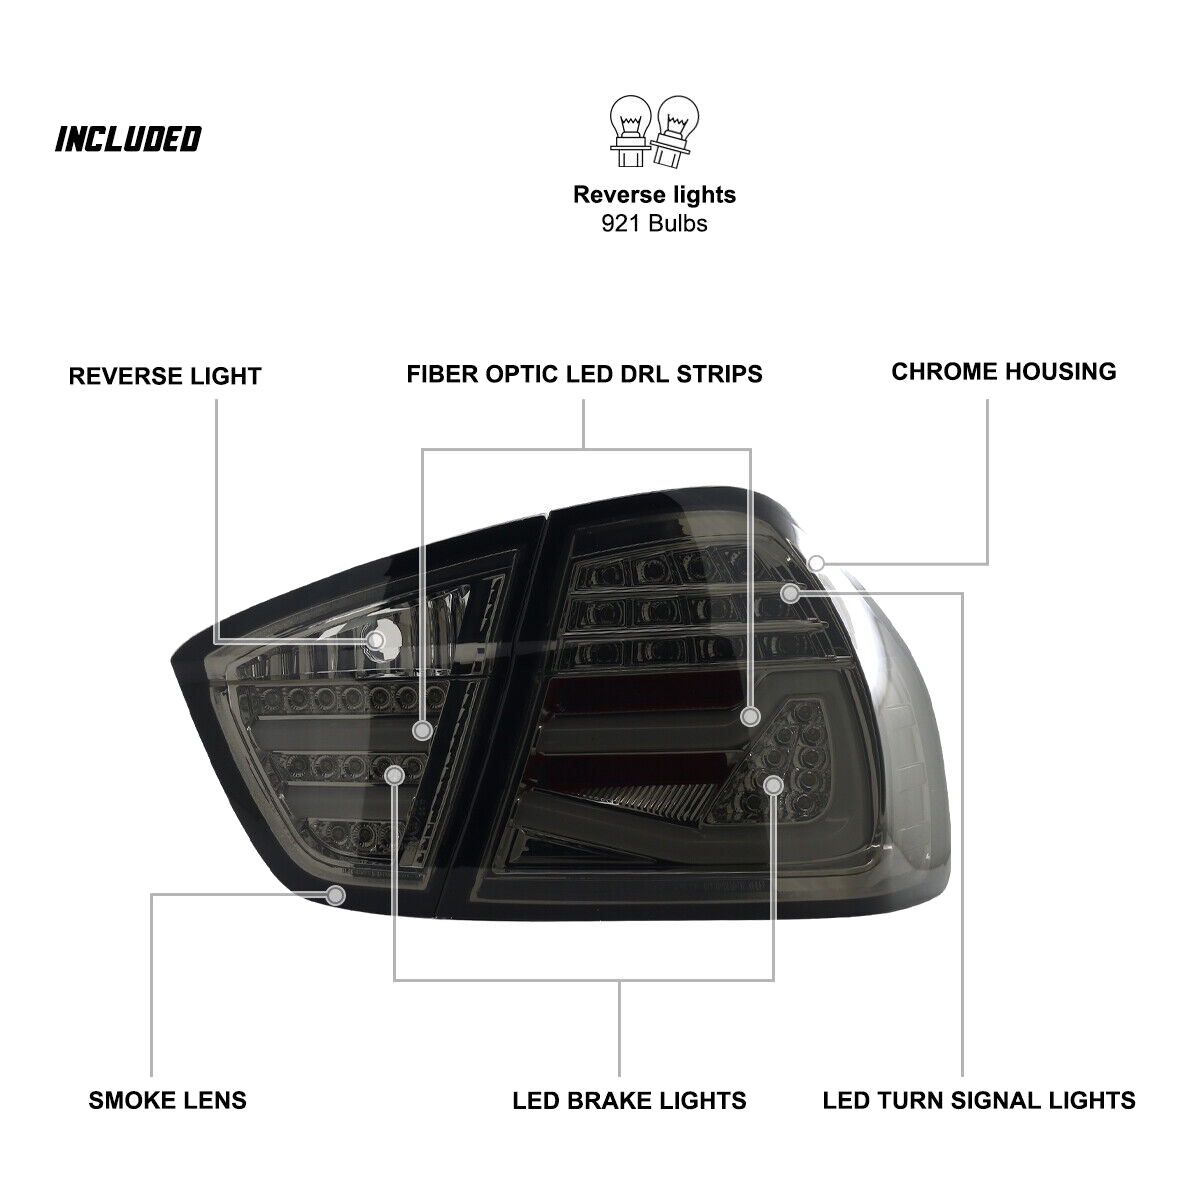 INCLUDED
Reverse lights
921 Bulbs
REVERSE LIGHT
FIBER OPTIC LED DRL STRIPS
CHROME HOUSING
SMOKE LENS
LED BRAKE LIGHTS
LED TURN SIGNAL LIGHTS